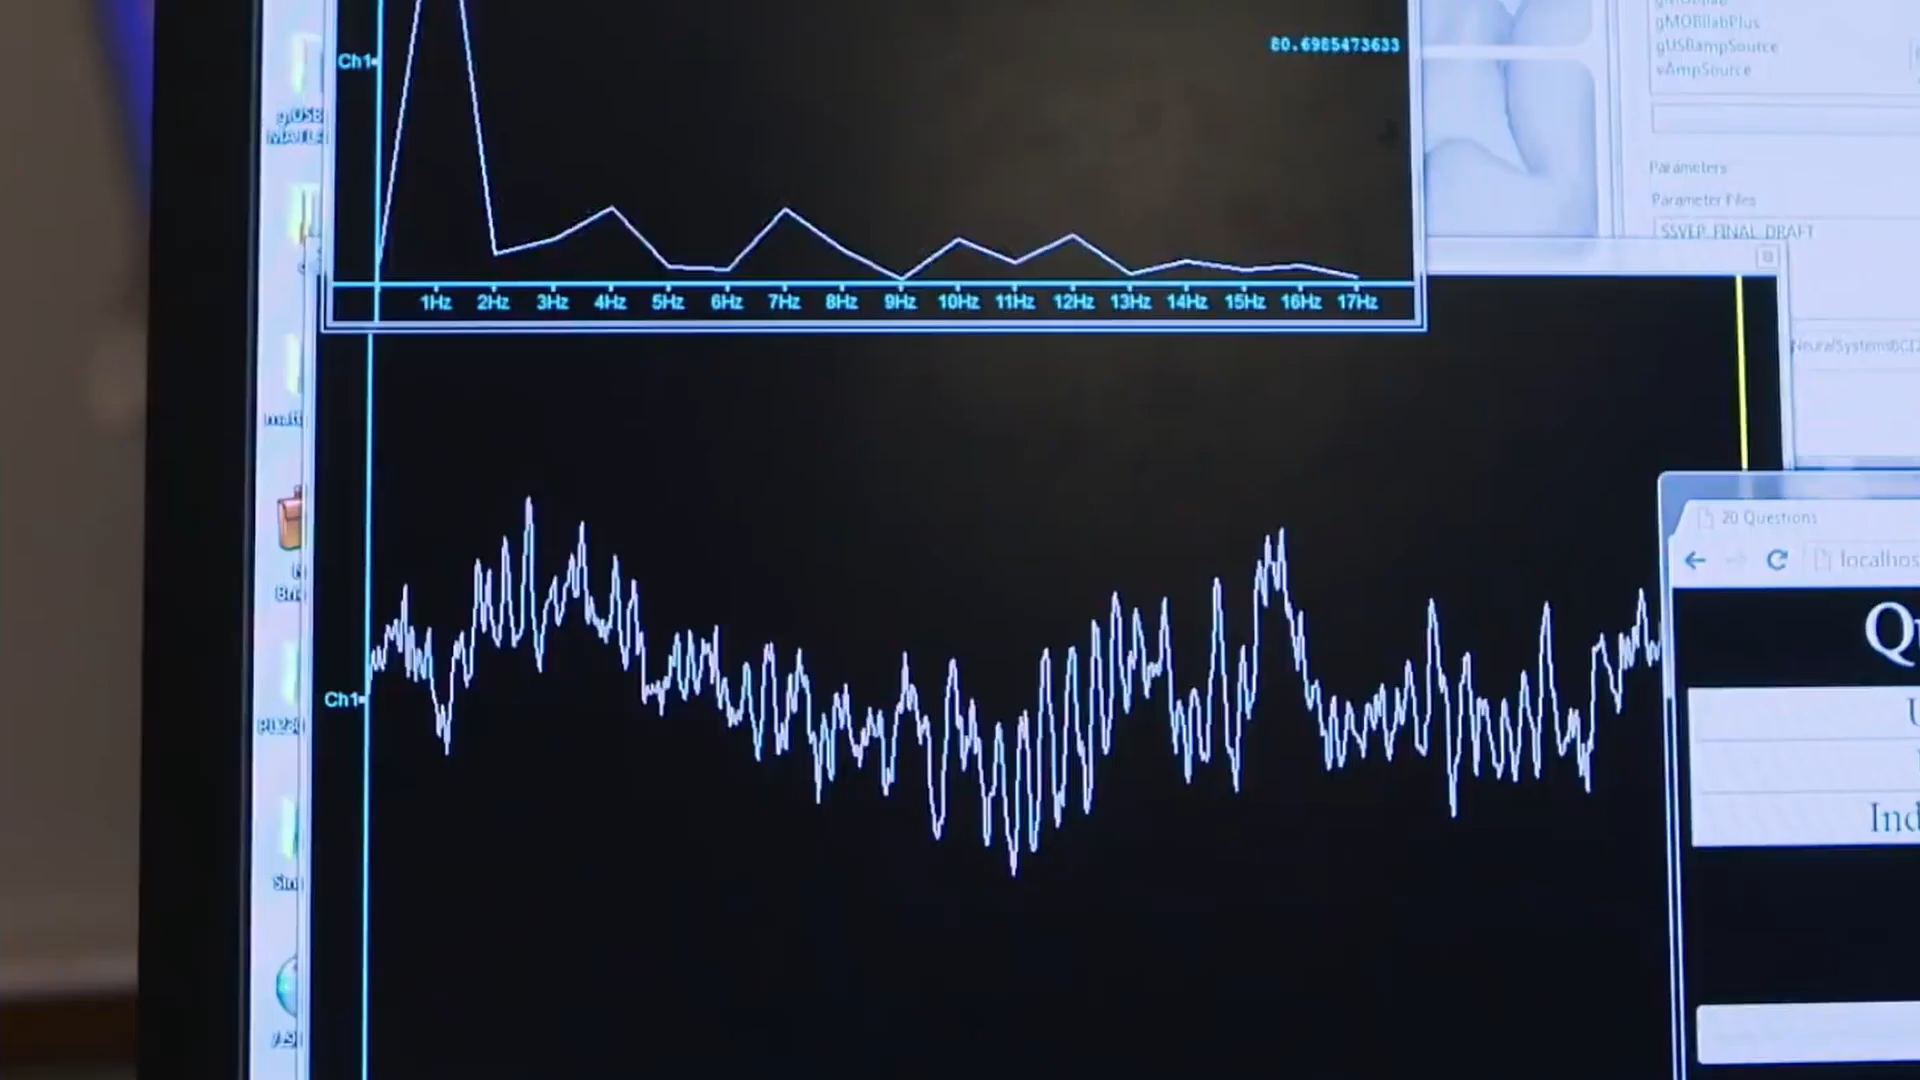 Ch1
80.6985473633
1Hz 2Hz 3Hz 4Hz 5Hz 6Hz 7Hz 8Hz 9Hz 10Hz 11Hz 12Hz 13Hz 14Hz 15Hz 16Hz 17Hz
gMOBIlabPlus
gUSBampSource
vAmpSource
Parameters
Parameter Files
SSVEP_FINAL_DRAFT
Ch1
20 Questions
localhos
Qu
Ind